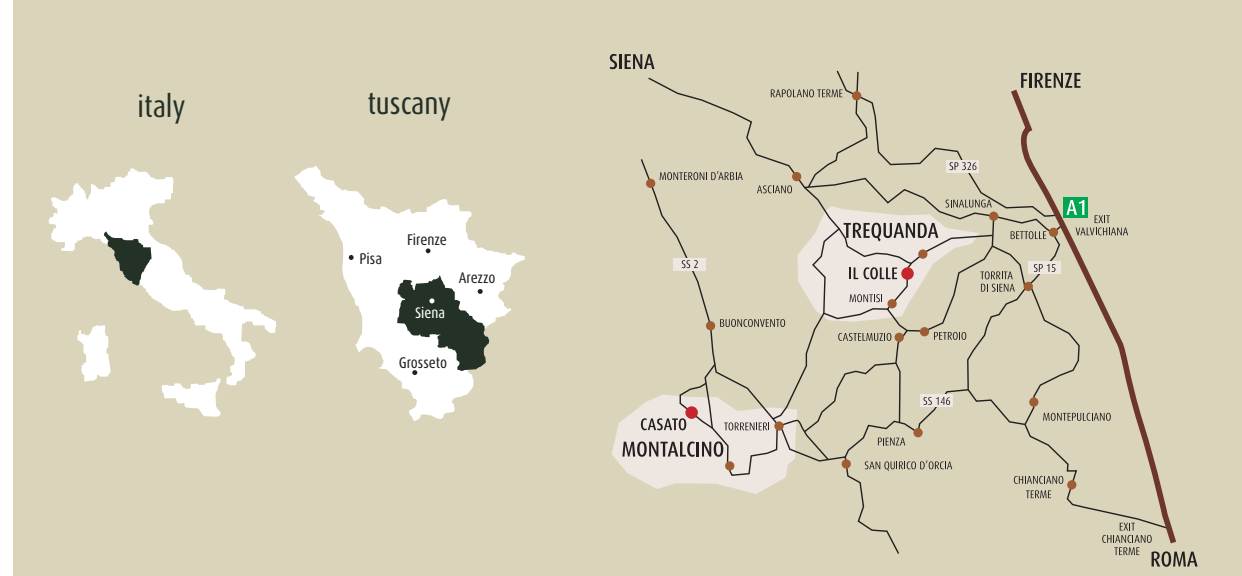 italy
tuscany
Firenze
Pisa
Arezzo
Siena
Grosseto
SIENA
FIRENZE
RAPOLANO TERME
SP 326
MONTERONI D'ARBIA
ASCIANO
SINALUNGA
A1
EXIT
VALVICHIANA
TREQUANDA
BETTOLLE
SS 2
IL COLLE
SP 15
TORRITA
DI SIENA
MONTISI
BUONCONVENTO
CASTELMUZIO
PETROIO
SS 146
CASATO
MONTALCINO
TORRENIERI
MONTEPULCIANO
PIENZA
SAN QUIRICO D'ORCIA
CHIANCIANO
TERME
EXIT
CHIANCIANO
TERME
ROMA